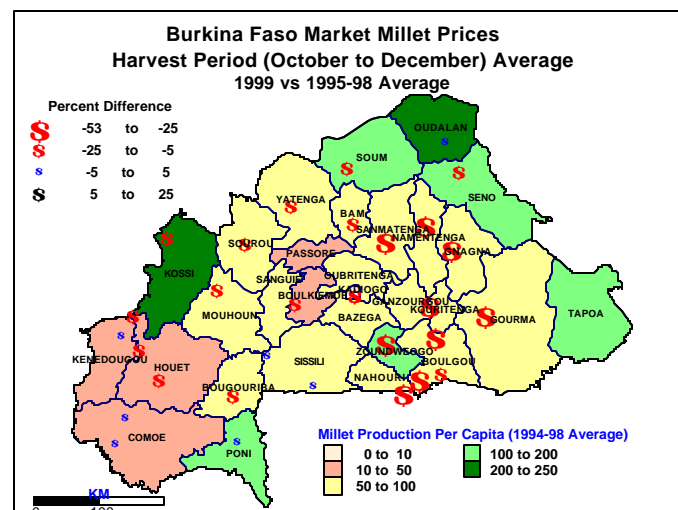 Burkina Faso Market Millet Prices
Harvest Period (October to December) Average
1999 vs 1995-98 Average
Percent Difference
$ -53 to -25
$ -25 to -5
$ -5 to 5
$ 5 to 25
OUDALAN
SOUM
SENO
YATENGA
BAM
SANMATENGA
NAMENTENGA
SOUROU
GNAGNA
PASSORE
KOSSI
SANGUIE
OUBRITENGA
BOULKIEMDE
KADIOGO
GANZOURGOU
KOURITENGA
MOUHOUN
BAZEGA
GOURMA
TAPOA
KENEDOUGOU
HOUET
SISSILI
ZOUNDWEOGO
BOULGOU
BOUGOURIBA
NAHOURI
COMOE
PONI
Millet Production Per Capita (1994-98 Average)
0 to 10
10 to 50
50 to 100
100 to 200
200 to 250
KM
0 100